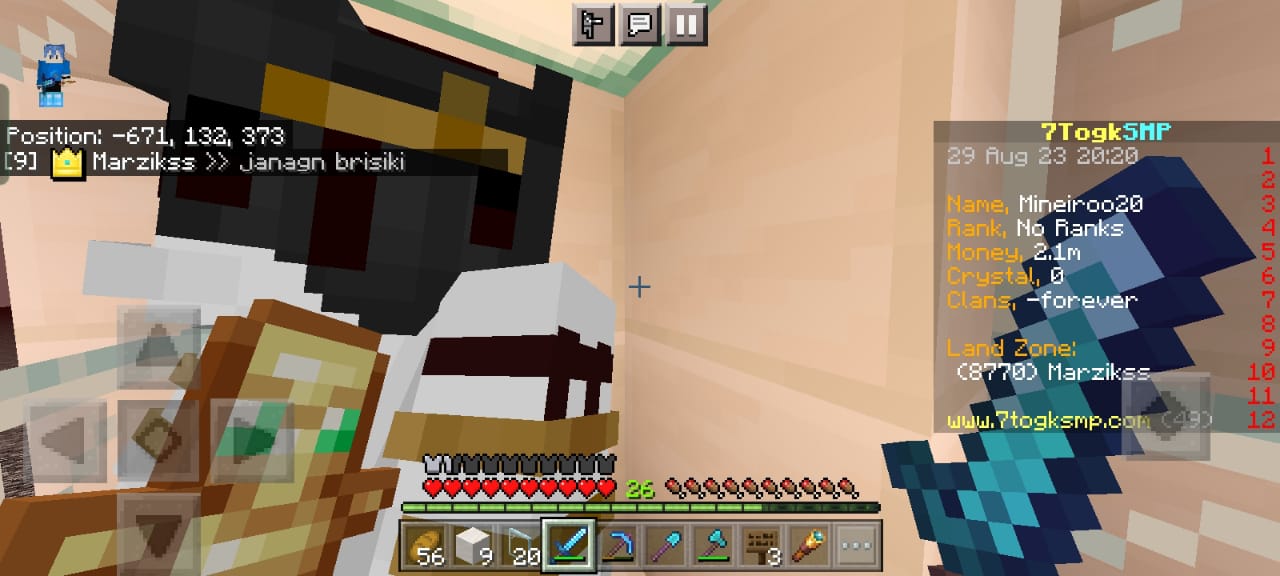 Position: -671, 132, 373
[9] Marzikss >> janagn brisiki
7TogkSMP
29 Aug 23 20:20 1
2
Name, Mineiroo20 3
Rank, No Ranks 4
Money, 2.1m 5
Crystal, 0 6
Clans, -forever 7
8
Land Zone: 9
(8770) Marzikss 10
11
www.7togksmp.com (49) 12
26
56 9 20 3